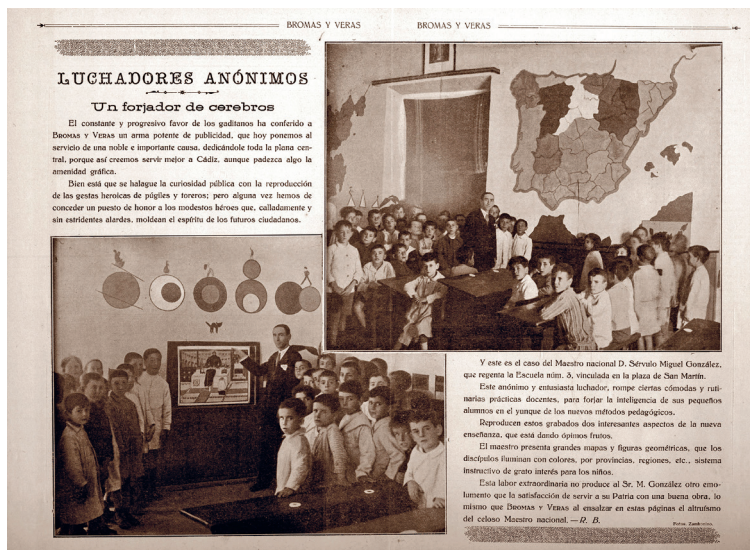 BROMAS Y VERAS
BROMAS Y VERAS
LUCHADORES ANÓNIMOS
Un forjador de cerebros
El constante y progresivo favor de los gaditanos ha conferido a
BROMAS Y VERAS un arma potente de publicidad, que hoy ponemos al
servicio de una noble e importante causa, dedicándole toda la plana cen-
tral, porque así creemos servir mejor a Cádiz, aunque padezca algo la
amenidad gráfica.
Bien está que se halague la curiosidad pública con la reproducción
de las gestas heroicas de púgiles y toreros; pero alguna vez hemos de
conceder un puesto de honor a los modestos héroes que, calladamente y
sin estridentes alardes, moldean el espíritu de los futuros ciudadanos.
Y este es el caso del Maestro nacional D. Sérvulo Miguel González,
que regenta la Escuela núm. 3, vinculada en la plaza de San Martín.
Este anónimo y entusiasta luchador, rompe ciertas cómodas y ruti-
narias prácticas docentes, para forjar la inteligencia de sus pequeños
alumnos en el yunque de los nuevos métodos pedagógicos.
Reproducen estos grabados dos interesantes aspectos de la nueva
enseñanza, que está dando ópimos frutos.
El maestro presenta grandes mapas y figuras geométricas, que los
discípulos iluminan con colores, por provincias, regiones, etc., sistema
instructivo de grato interés para los niños.
Esta labor extraordinaria no produce al Sr. M. González otro emo-
lumento que la satisfacción de servir a su Patria con una buena obra, lo
mismo que BROMAS Y VERAS al ensalzar en estas páginas el altruísmo
del celoso Maestro nacional. — R. B.
Fotos